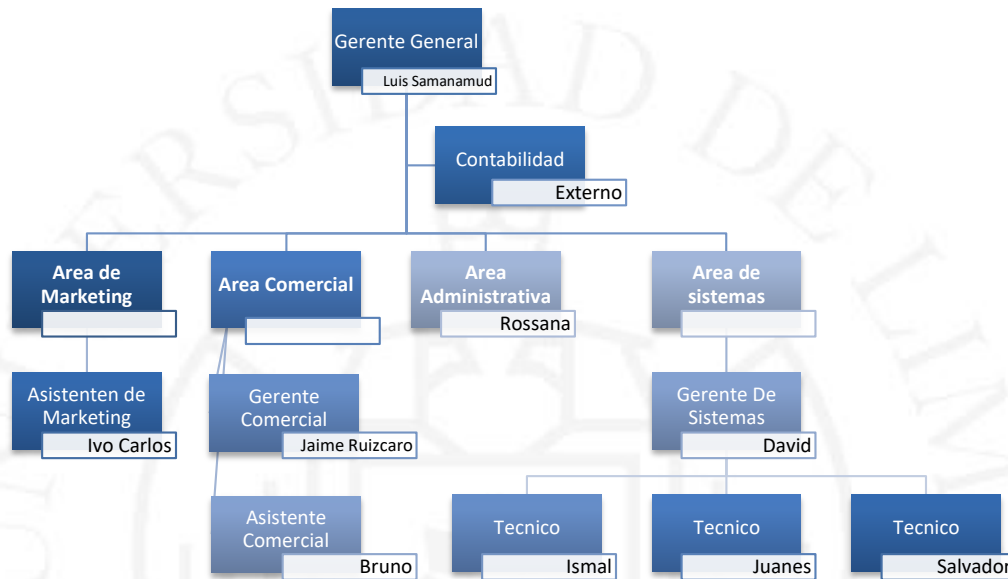 Gerente General
Luis Samanamud
Contabilidad
Externo
Area de
Marketing
Area Comercial
Area
Administrativa
Rossana
Area de
sistemas
Asistenten de
Marketing
Ivo Carlos
Gerente
Comercial
Jaime Ruizcaro
Gerente De
Sistemas
David
Asistente
Comercial
Bruno
Tecnico
Ismal
Tecnico
Juanes
Tecnico
Salvador